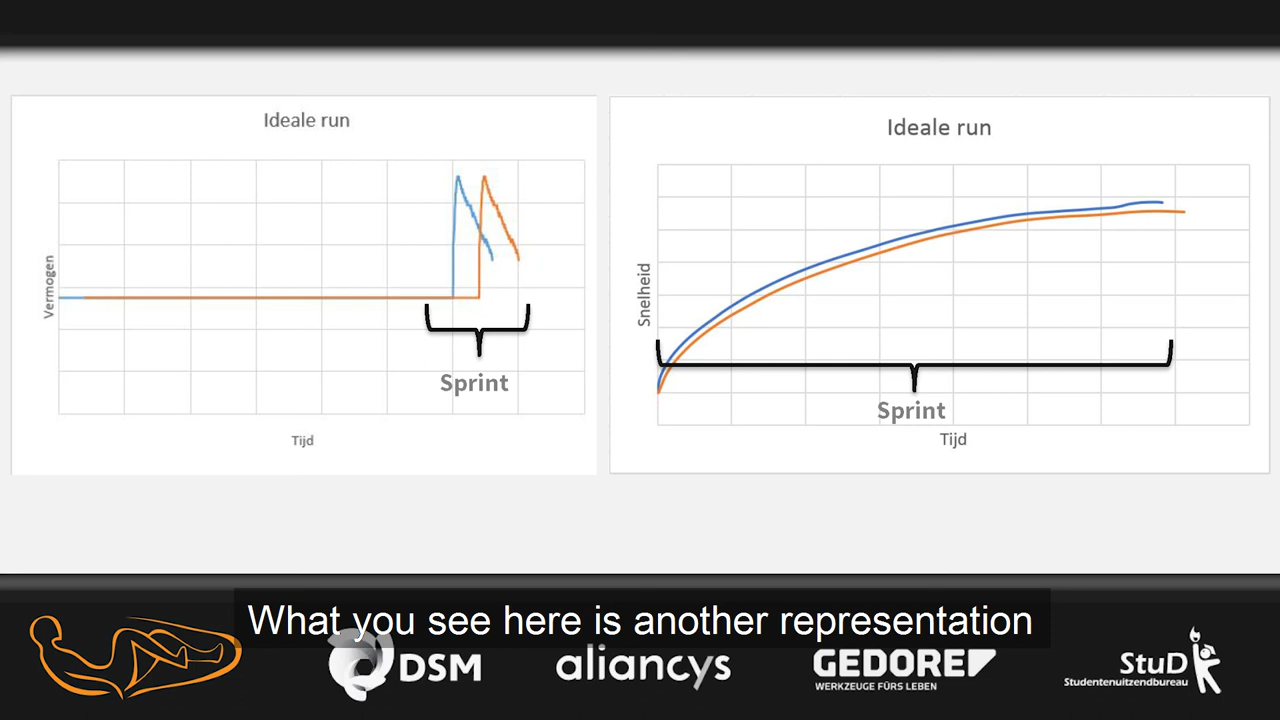 Ideale run
Vermogen
Sprint
Tijd
Ideale run
Snelheid
Sprint
Tijd
What you see here is another representation
DSM
aliancys
GEDORE
WERKZEUGE FÜRS LEBEN
StuD
Studentenuitzendbureau